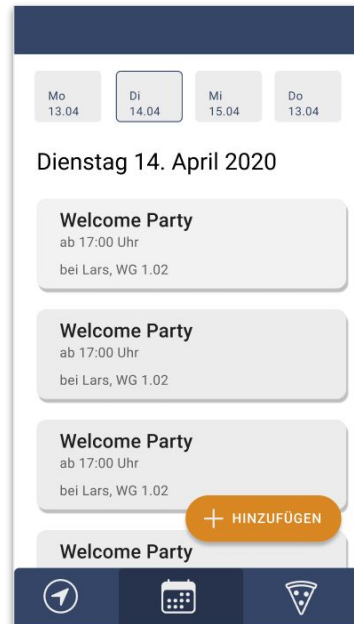 Mo
13.04
Di
14.04
Mi
15.04
Do
13.04
Dienstag 14. April 2020
Welcome Party
ab 17:00 Uhr
bei Lars, WG 1.02
Welcome Party
ab 17:00 Uhr
bei Lars, WG 1.02
Welcome Party
ab 17:00 Uhr
bei Lars, WG 1.02
HINZUFÜGEN
Welcome Party